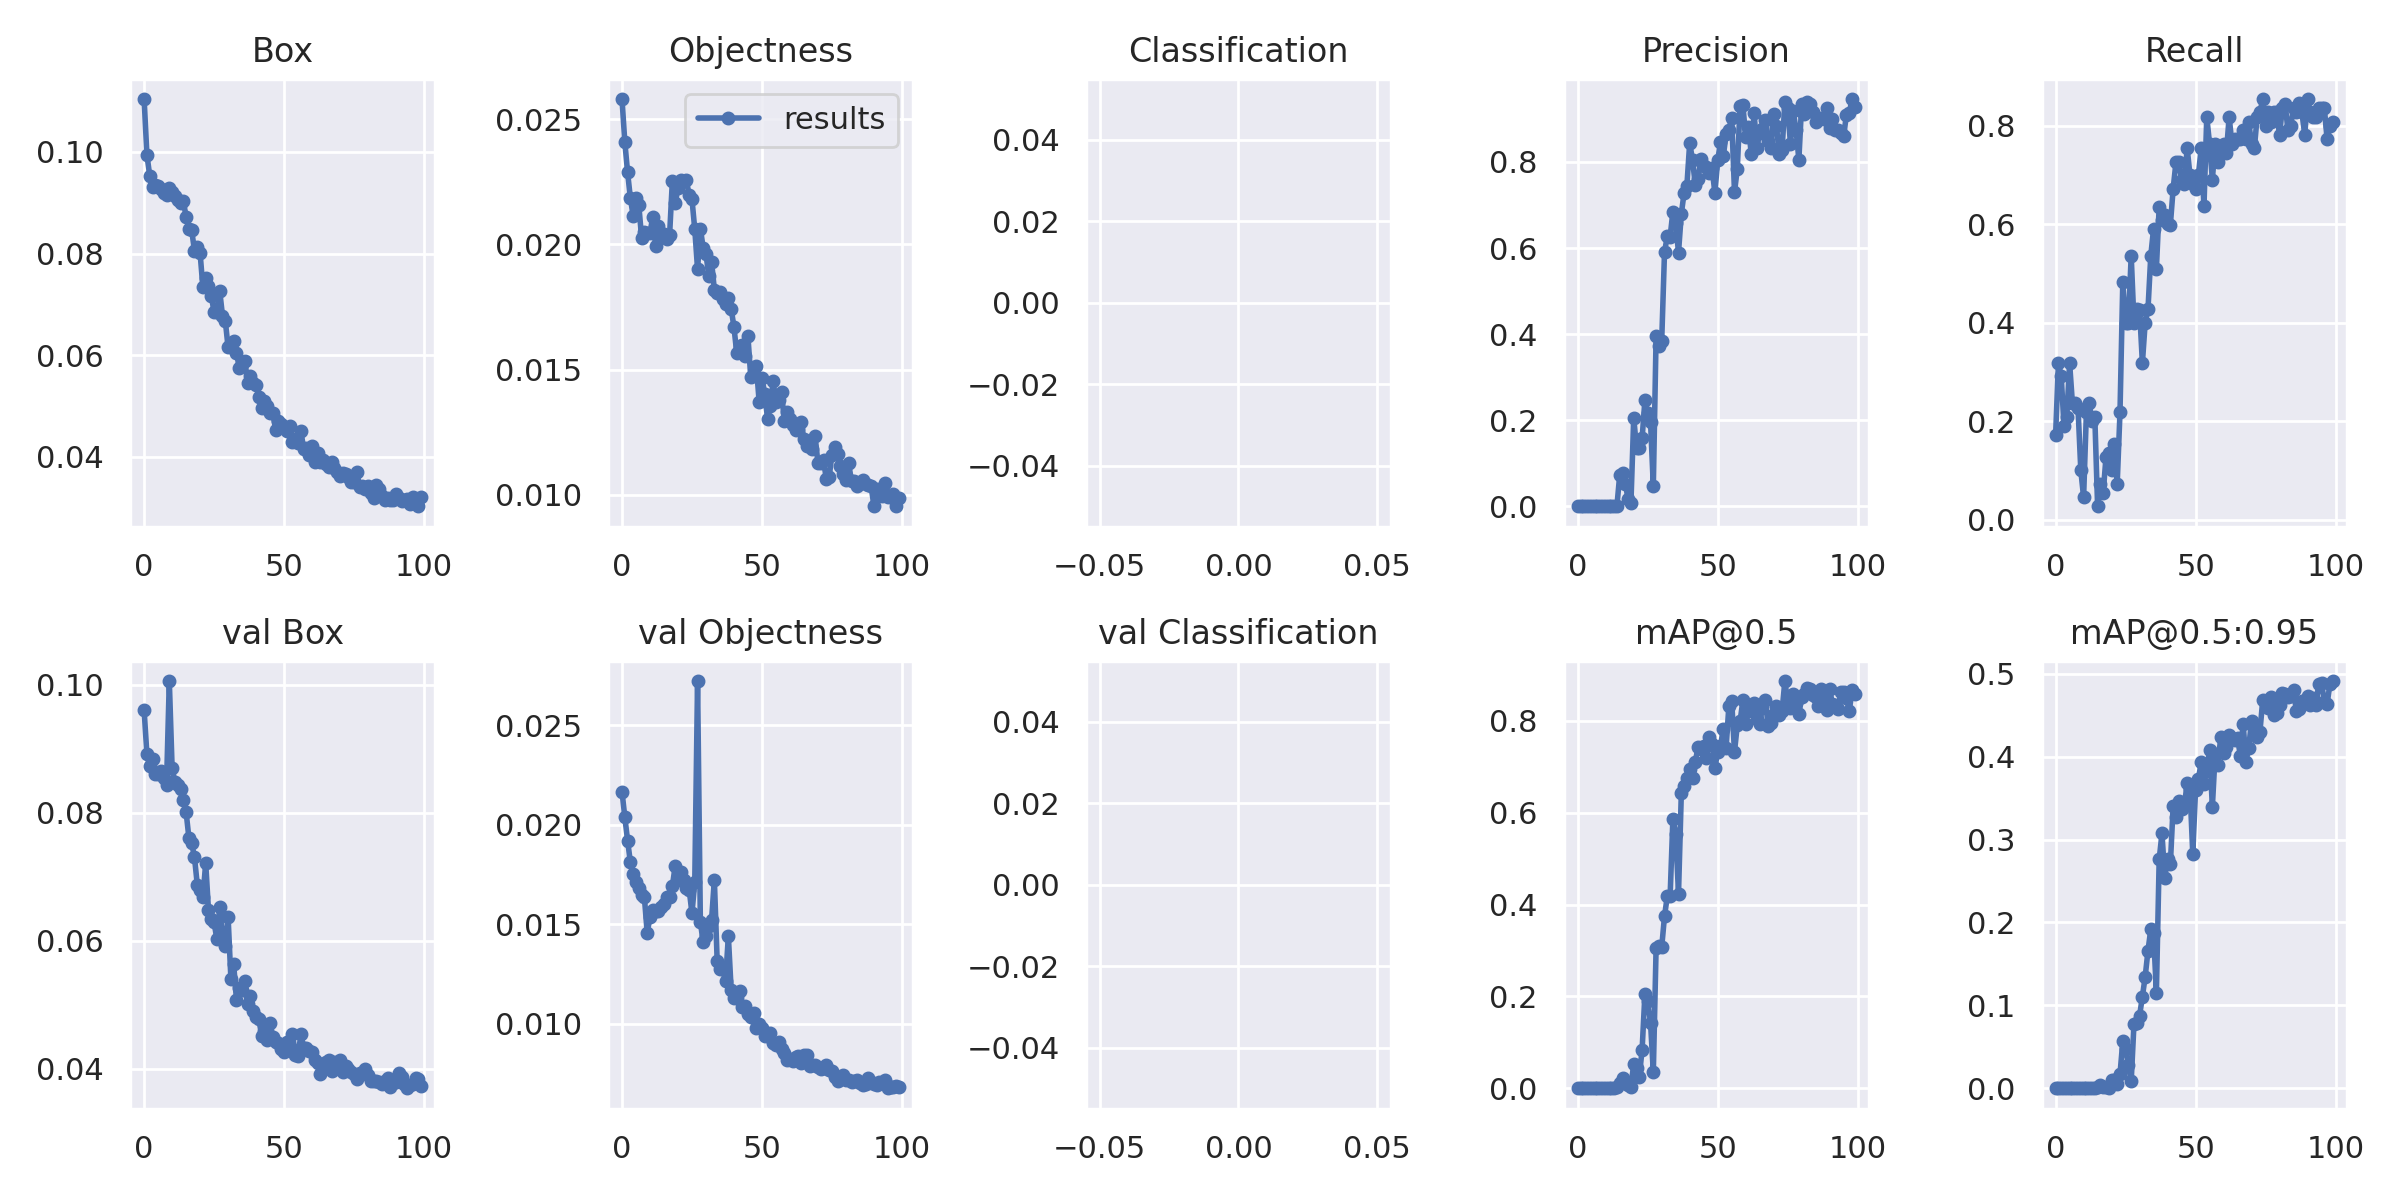 Box
Objectness
Classification
Precision
Recall
results
0.10
0.08
0.06
0.04
0 50 100
0.025
0.020
0.015
0.010
0 50 100
0.04
0.02
0.00
−0.02
−0.04
−0.05 0.00 0.05
0.8
0.6
0.4
0.2
0.0
0 50 100
0.8
0.6
0.4
0.2
0.0
0 50 100
val Box
val Objectness
val Classification
mAP@0.5
mAP@0.5:0.95
0.10
0.08
0.06
0.04
0 50 100
0.025
0.020
0.015
0.010
0 50 100
0.04
0.02
0.00
−0.02
−0.04
−0.05 0.00 0.05
0.8
0.6
0.4
0.2
0.0
0 50 100
0.5
0.4
0.3
0.2
0.1
0.0
0 50 100